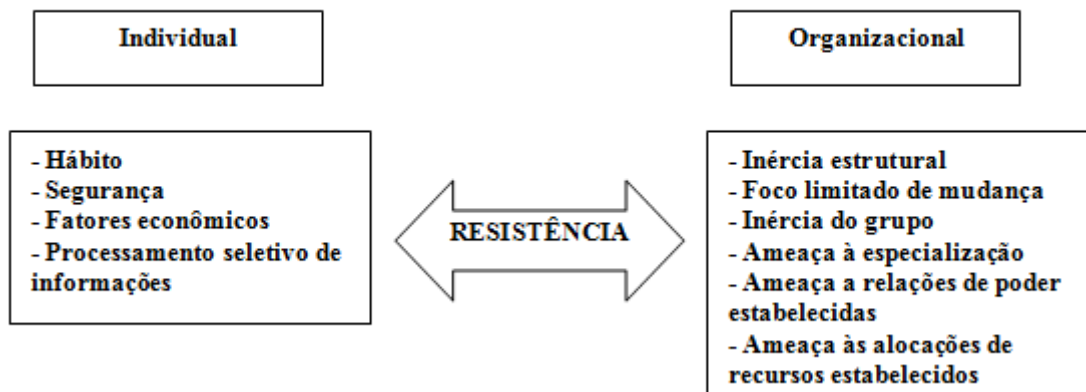 Individual
Organizacional
- Hábito
- Segurança
- Fatores econômicos
- Processamento seletivo de
informações
RESISTÊNCIA
- Inércia estrutural
- Foco limitado de mudança
- Inércia do grupo
- Ameaça à especialização
- Ameaça a relações de poder
estabelecidas
- Ameaça às alocações de
recursos estabelecidos